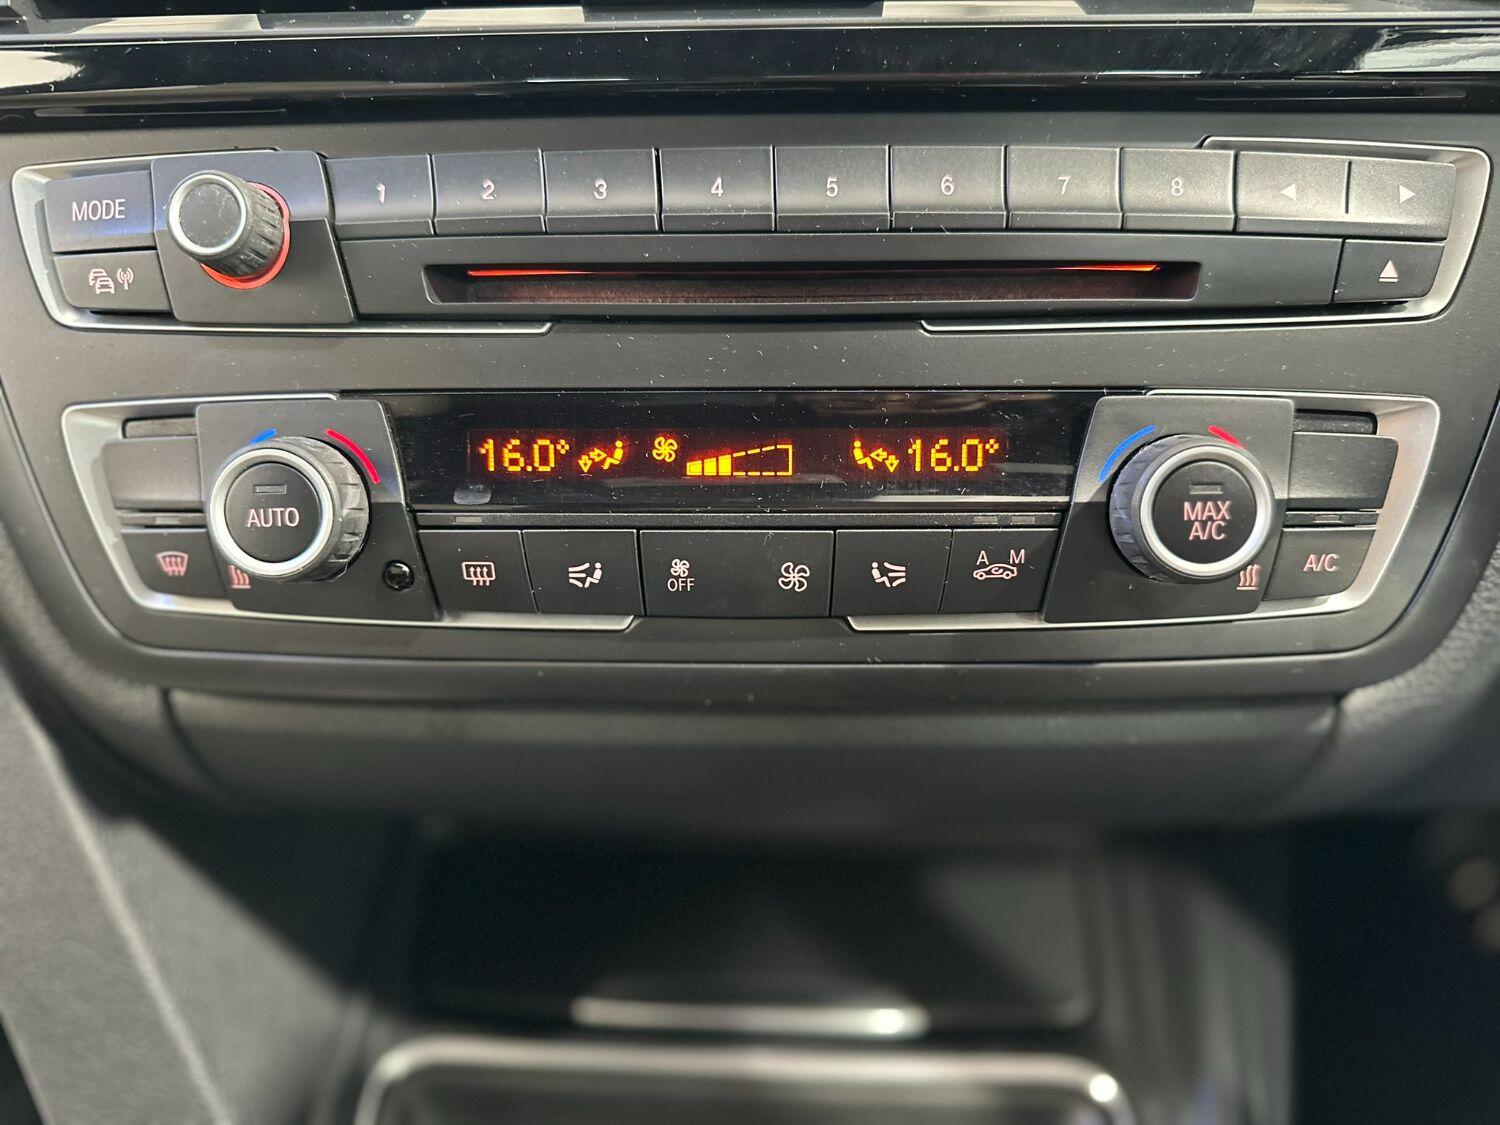 MODE 1 2 3 4 5 6 7 8
16.0° 16.0°
AUTO
MAX
A/C
OFF
A M
A/C